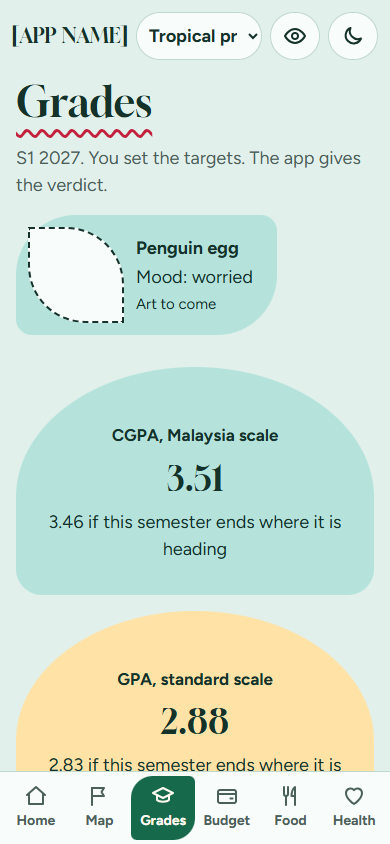 [APP NAME]
Tropical pr
Grades
S1 2027. You set the targets. The app gives
the verdict.
Penguin egg
Mood: worried
Art to come
CGPA, Malaysia scale
3.51
3.46 if this semester ends where it is
heading
GPA, standard scale
2.88
2.83 if this semester ends where it is
Home
Map
Grades
Budget
Food
Health